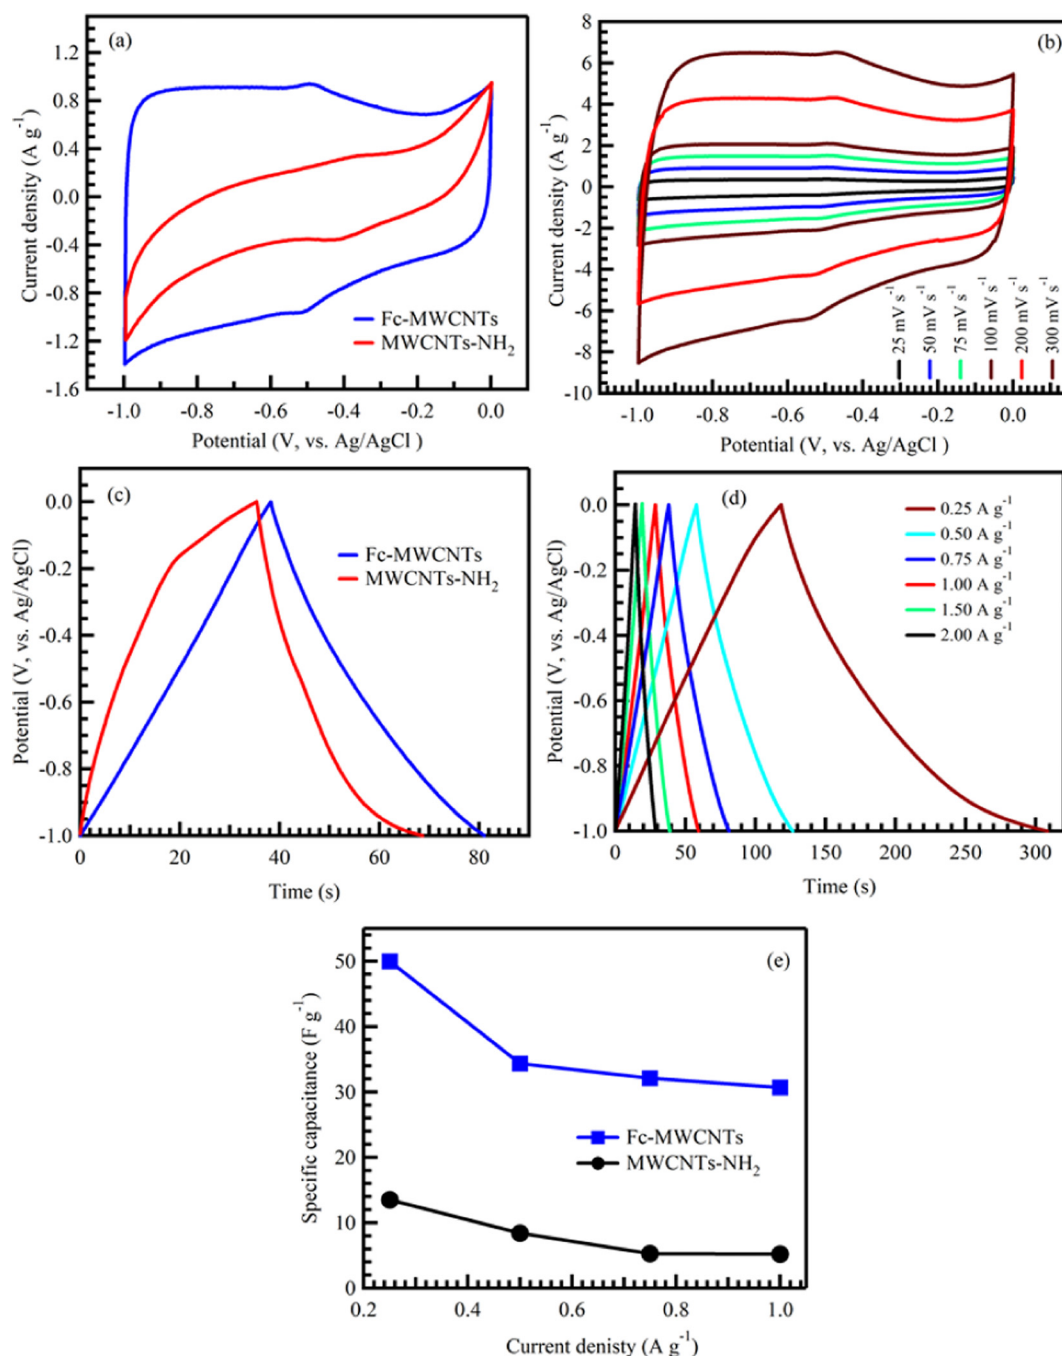 (a)
1.2
0.8
0.4
0.0
-0.4
-0.8
-1.2
-1.6
Current density (A g⁻¹)
Fc-MWCNTs
MWCNTs-NH₂
-1.0 -0.8 -0.6 -0.4 -0.2 0.0
Potential (V, vs. Ag/AgCl )
(b)
8
6
4
2
0
-2
-4
-6
-8
-10
Current density (A g⁻¹)
25 mV s⁻¹
50 mV s⁻¹
75 mV s⁻¹
100 mV s⁻¹
200 mV s⁻¹
300 mV s⁻¹
-1.0 -0.8 -0.6 -0.4 -0.2 0.0
Potential (V, vs. Ag/AgCl )
(c)
0.0
-0.2
-0.4
-0.6
-0.8
-1.0
Potential (V, vs. Ag/AgCl)
Fc-MWCNTs
MWCNTs-NH₂
0 20 40 60 80
Time (s)
(d)
0.0
-0.2
-0.4
-0.6
-0.8
-1.0
Potential (V, vs. Ag/AgCl)
0.25 A g⁻¹
0.50 A g⁻¹
0.75 A g⁻¹
1.00 A g⁻¹
1.50 A g⁻¹
2.00 A g⁻¹
0 50 100 150 200 250 300
Time (s)
(e)
50
40
30
20
10
0
Specific capacitance (F g⁻¹)
Fc-MWCNTs
MWCNTs-NH₂
0.2 0.4 0.6 0.8 1.0
Current denisty (A g⁻¹)